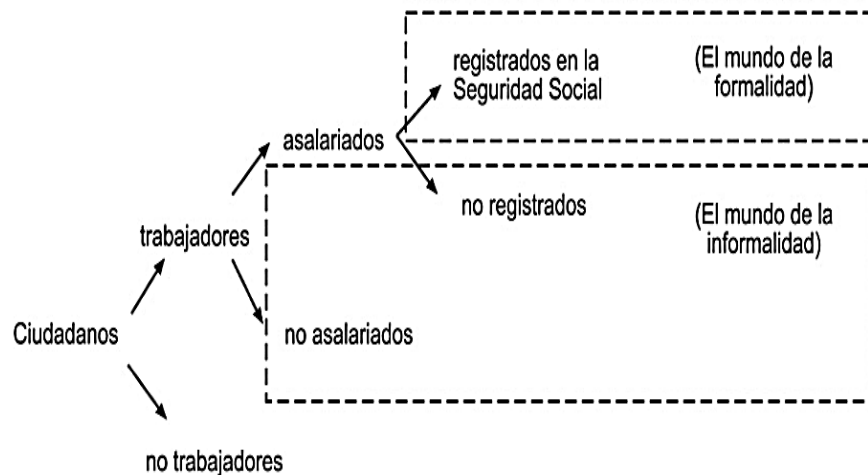 registrados en la
Seguridad Social
(El mundo de la
formalidad)
asalariados
no registrados
(El mundo de la
informalidad)
trabajadores
Ciudadanos
no asalariados
no trabajadores